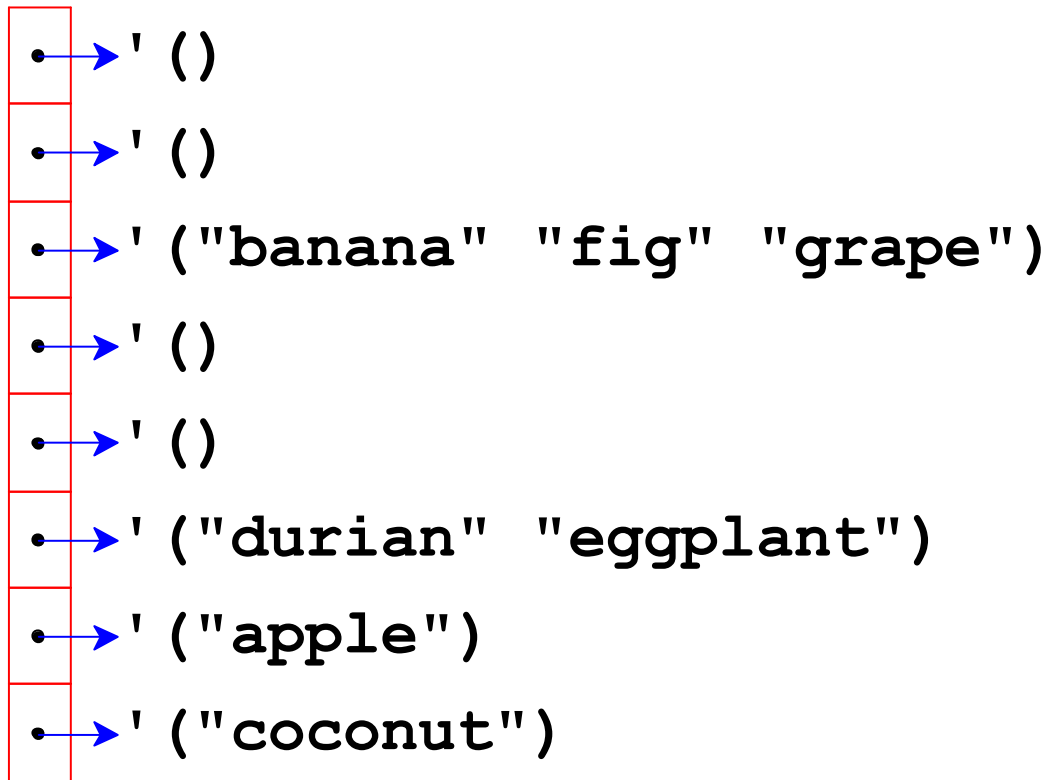 '()
'()
'("banana" "fig" "grape")
'()
'()
'("durian" "eggplant")
'("apple")
'("coconut")